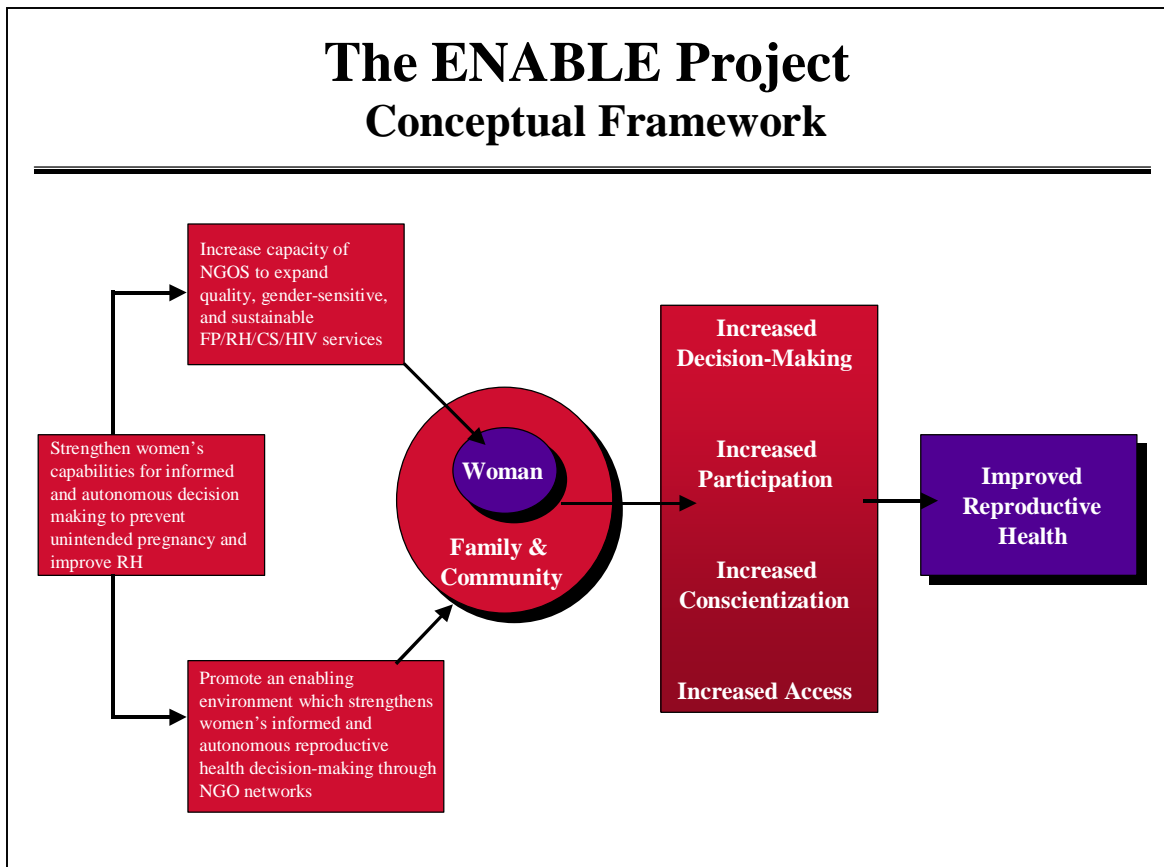 The ENABLE Project
Conceptual Framework
Increase capacity of
NGOS to expand
quality, gender-sensitive,
and sustainable
FP/RH/CS/HIV services
Strengthen women’s
capabilities for informed
and autonomous decision
making to prevent
unintended pregnancy and
improve RH
Promote an enabling
environment which strengthens
women’s informed and
autonomous reproductive
health decision-making through
NGO networks
Woman
Family &
Community
Increased
Decision-Making
Increased
Participation
Increased
Conscientization
Increased Access
Improved
Reproductive
Health